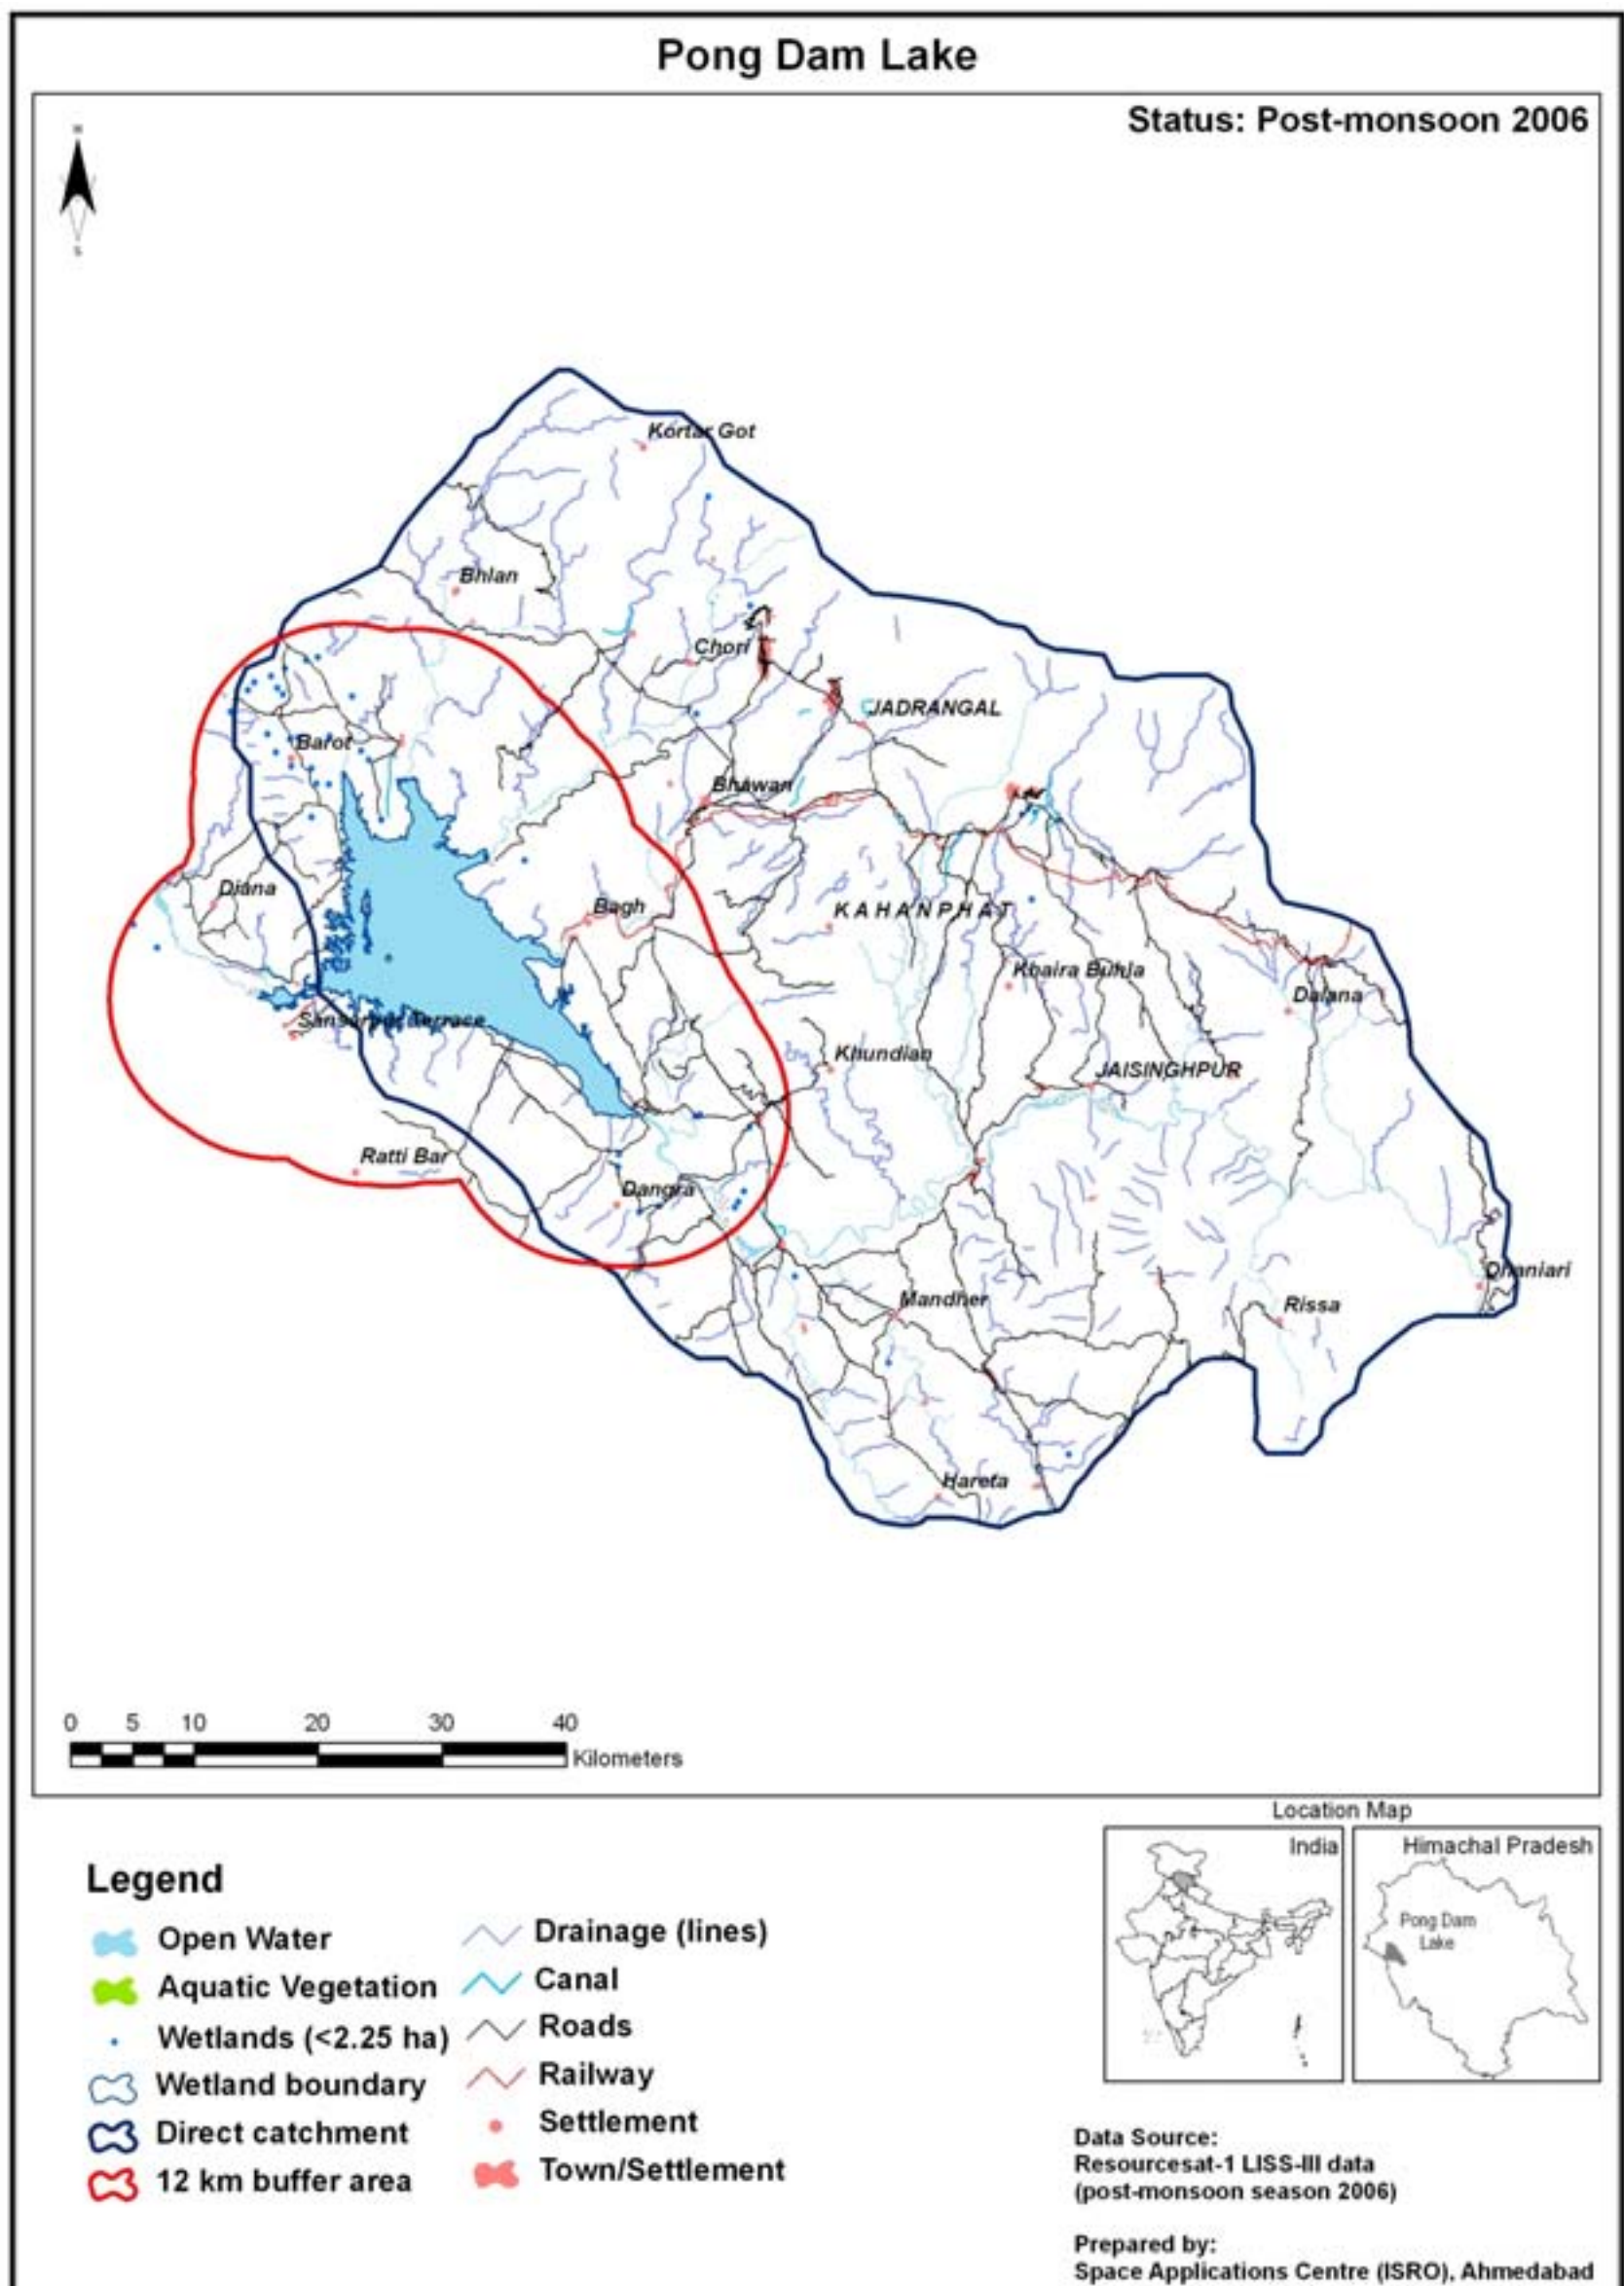 Pong Dam Lake
Status: Post-monsoon 2006
N
S
Kortar Got
Bhlan
Chori
JADRANGAL
Barot
Bhawan
Diana
Bagh
KAHANPHAT
Khaira Buhla
Dalana
Sansarpur Terrace
Khundian
JAISINGHPUR
Ratti Bar
Dangra
Dhaniari
Mandher
Rissa
Hareta
0 5 10 20 30 40
Kilometers
Location Map
India
Himachal Pradesh
Pong Dam
Lake
Legend
Open Water
Aquatic Vegetation
Wetlands (<2.25 ha)
Wetland boundary
Direct catchment
12 km buffer area
Drainage (lines)
Canal
Roads
Railway
Settlement
Town/Settlement
Data Source:
Resourcesat-1 LISS-III data
(post-monsoon season 2006)
Prepared by:
Space Applications Centre (ISRO), Ahmedabad